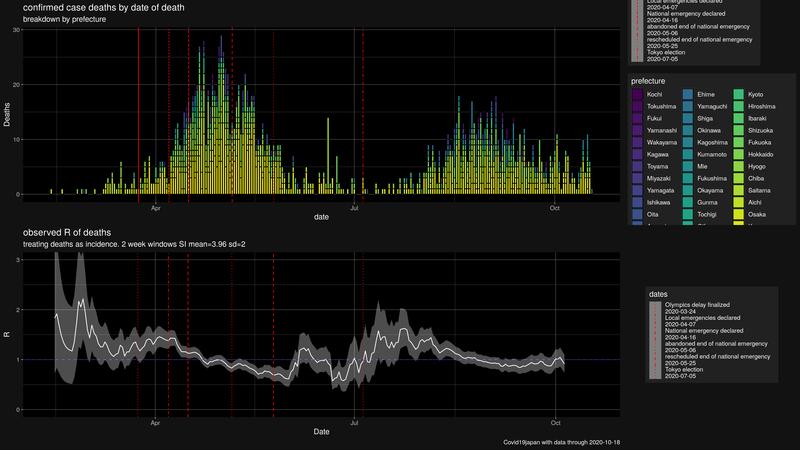 confirmed case deaths by date of death
breakdown by prefecture
30
20
10
0
Deaths
Apr
Jul
Oct
date
2020-04-07
National emergency declared
2020-04-16
abandoned end of national emergency
2020-05-06
rescheduled end of national emergency
2020-05-25
Tokyo election
2020-07-05
prefecture
Kochi
Tokushima
Fukui
Yamanashi
Wakayama
Kagawa
Toyama
Miyazaki
Yamagata
Ishikawa
Oita
Ehime
Yamaguchi
Shiga
Okinawa
Kagoshima
Kumamoto
Mie
Fukushima
Okayama
Gunma
Tochigi
Kyoto
Hiroshima
Ibaraki
Shizuoka
Fukuoka
Hokkaido
Hyogo
Chiba
Saitama
Aichi
Osaka
observed R of deaths
treating deaths as incidence. 2 week windows SI mean=3.96 sd=2
3
2
1
0
R
Apr
Jul
Oct
Date
dates
Olympics delay finalized
2020-03-24
Local emergencies declared
2020-04-07
National emergency declared
2020-04-16
abandoned end of national emergency
2020-05-06
rescheduled end of national emergency
2020-05-25
Tokyo election
2020-07-05
Covid19japan with data through 2020-10-18